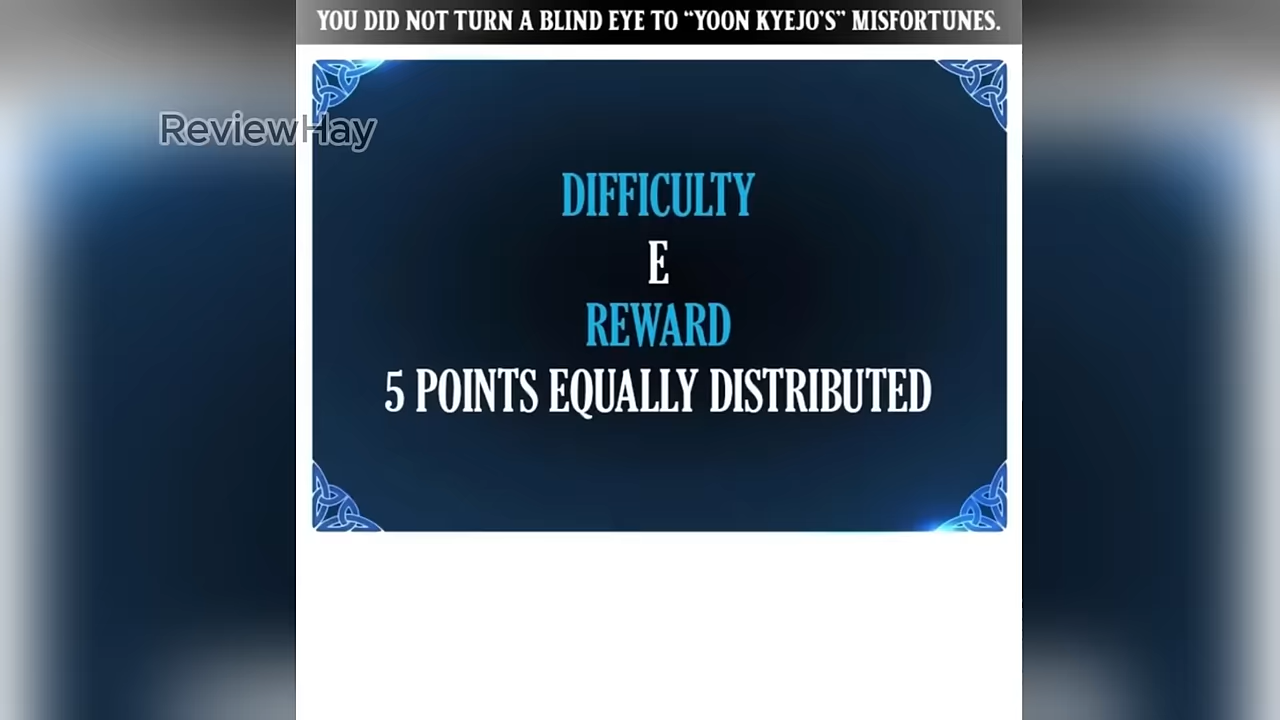 YOU DID NOT TURN A BLIND EYE TO “YOON KYEJO’S” MISFORTUNES.
ReviewHay
DIFFICULTY
E
REWARD
5 POINTS EQUALLY DISTRIBUTED